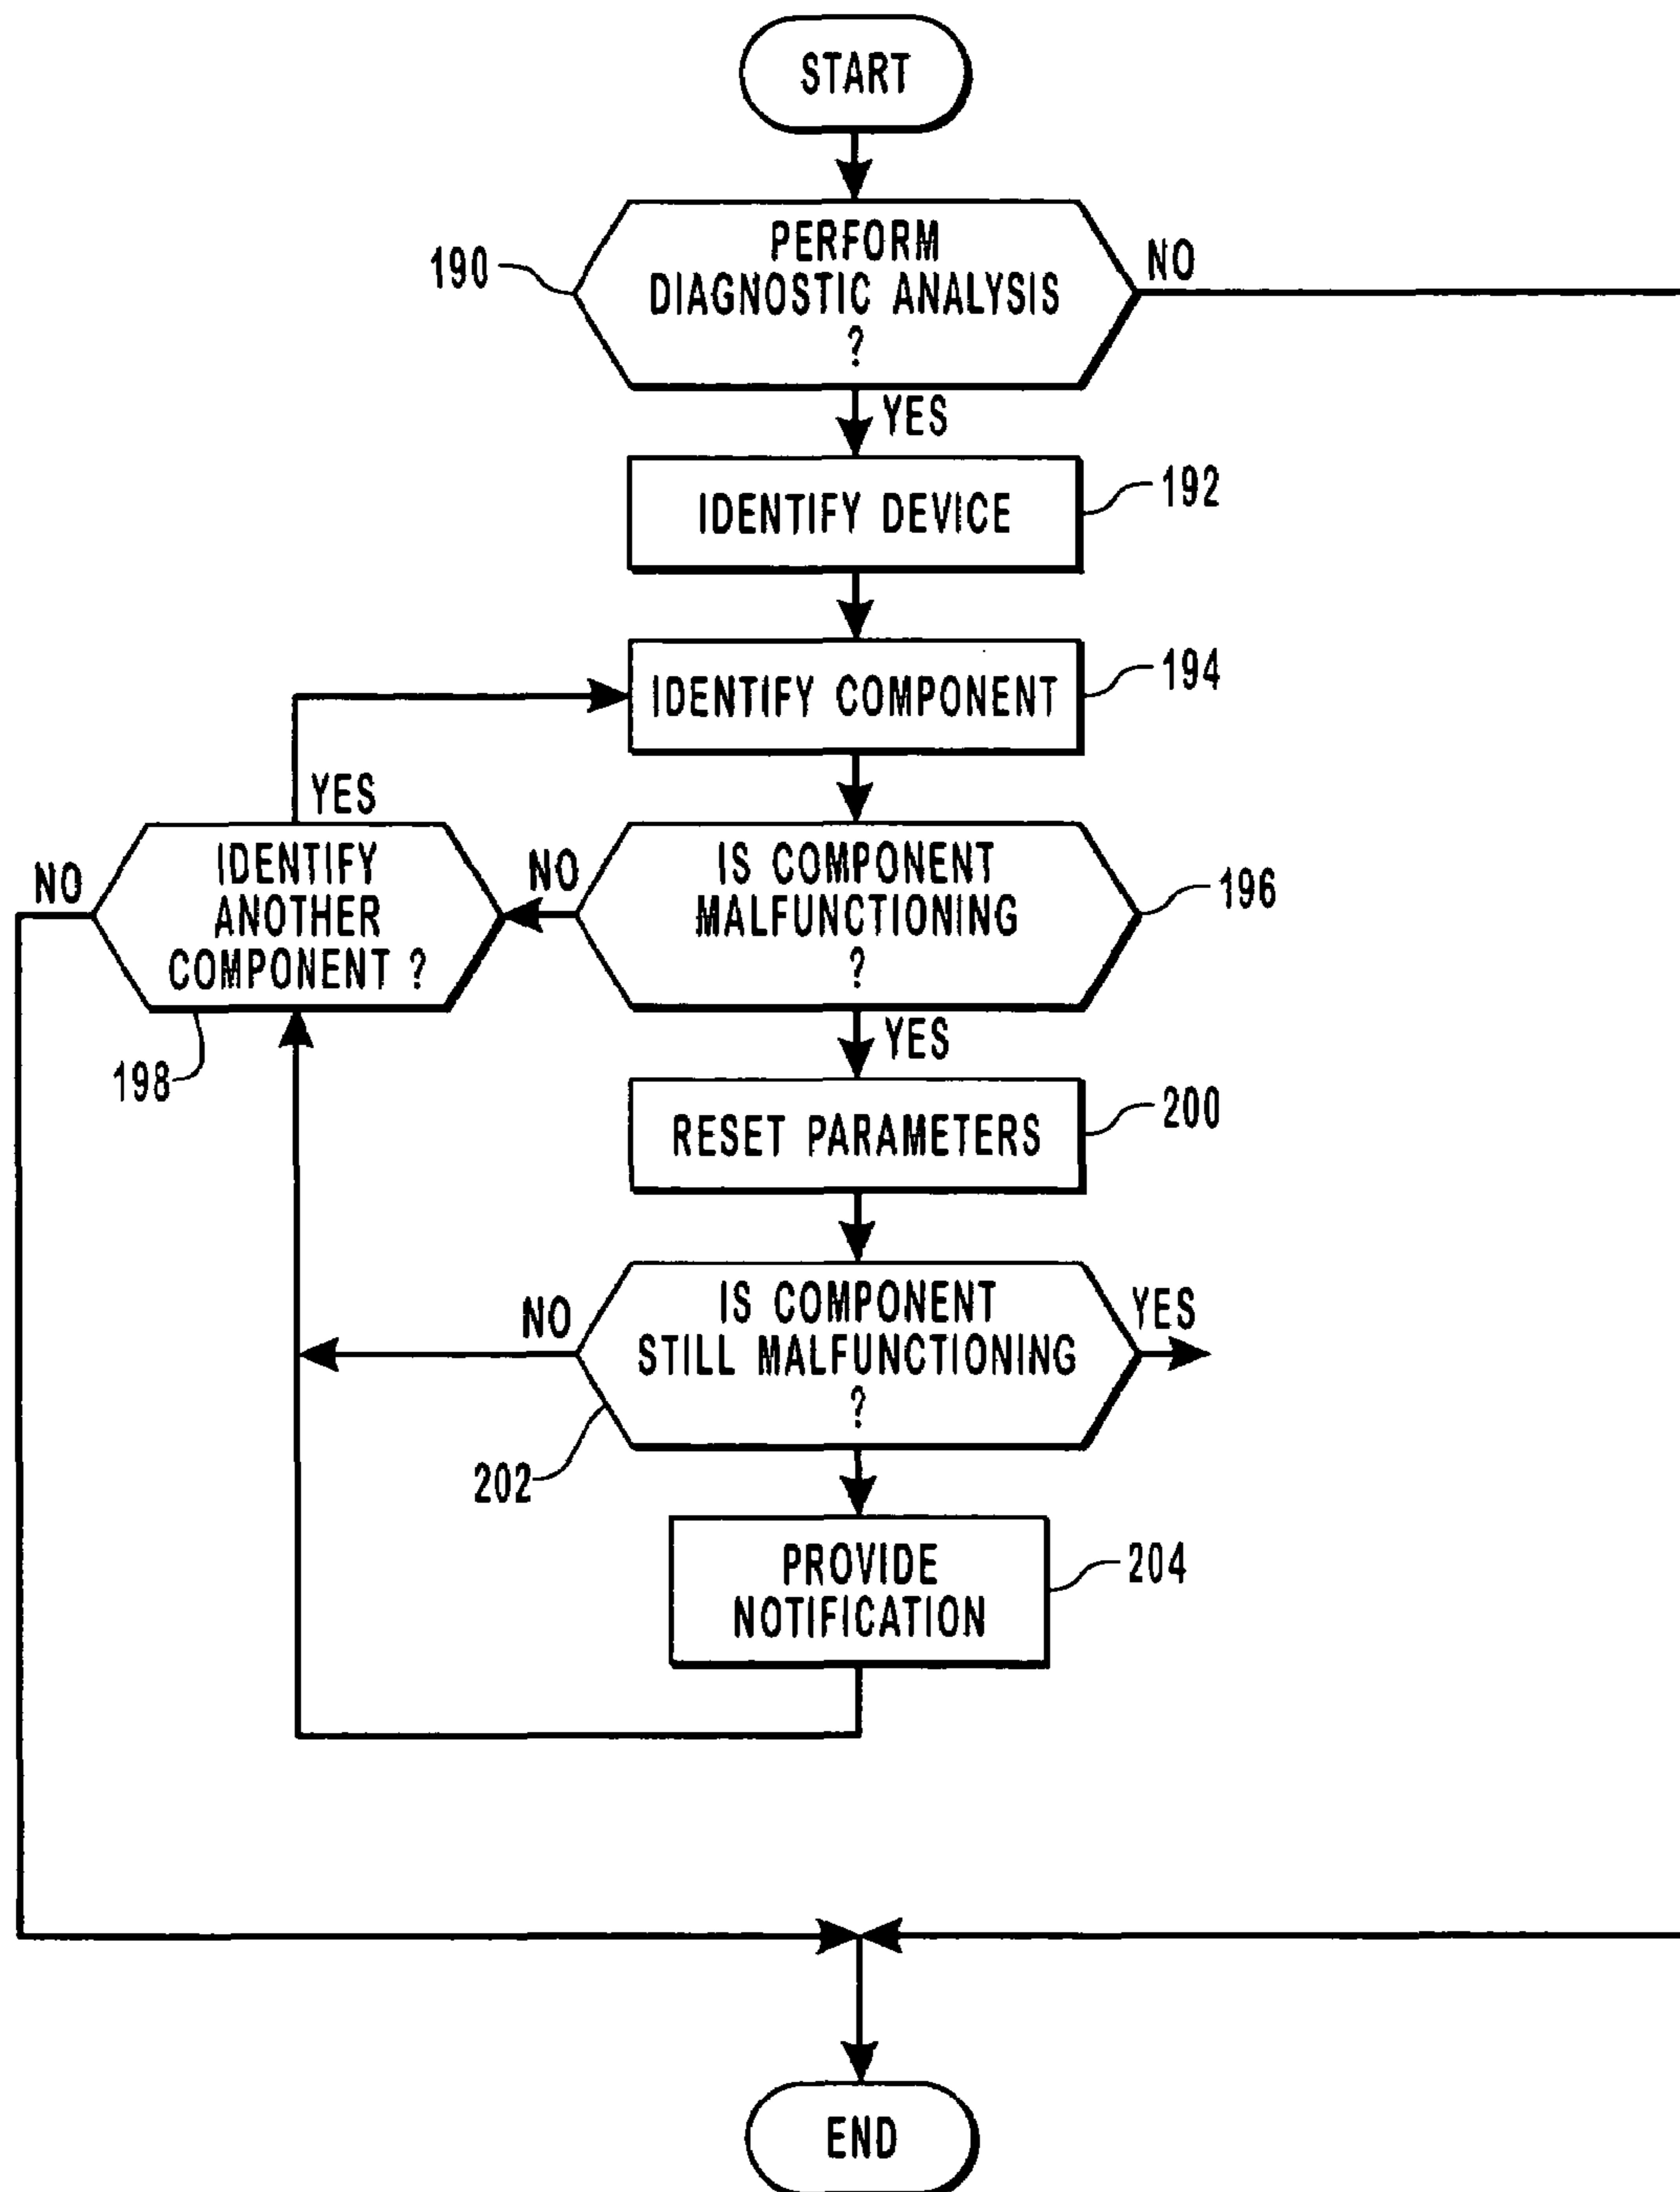 START
PERFORM
DIAGNOSTIC ANALYSIS
?
190
NO
YES
IDENTIFY DEVICE
192
IDENTIFY COMPONENT
194
YES
NO
IDENTIFY
ANOTHER
COMPONENT ?
198
NO
IS COMPONENT
MALFUNCTIONING
?
196
YES
RESET PARAMETERS
200
NO
IS COMPONENT
STILL MALFUNCTIONING
?
YES
202
PROVIDE
NOTIFICATION
204
END